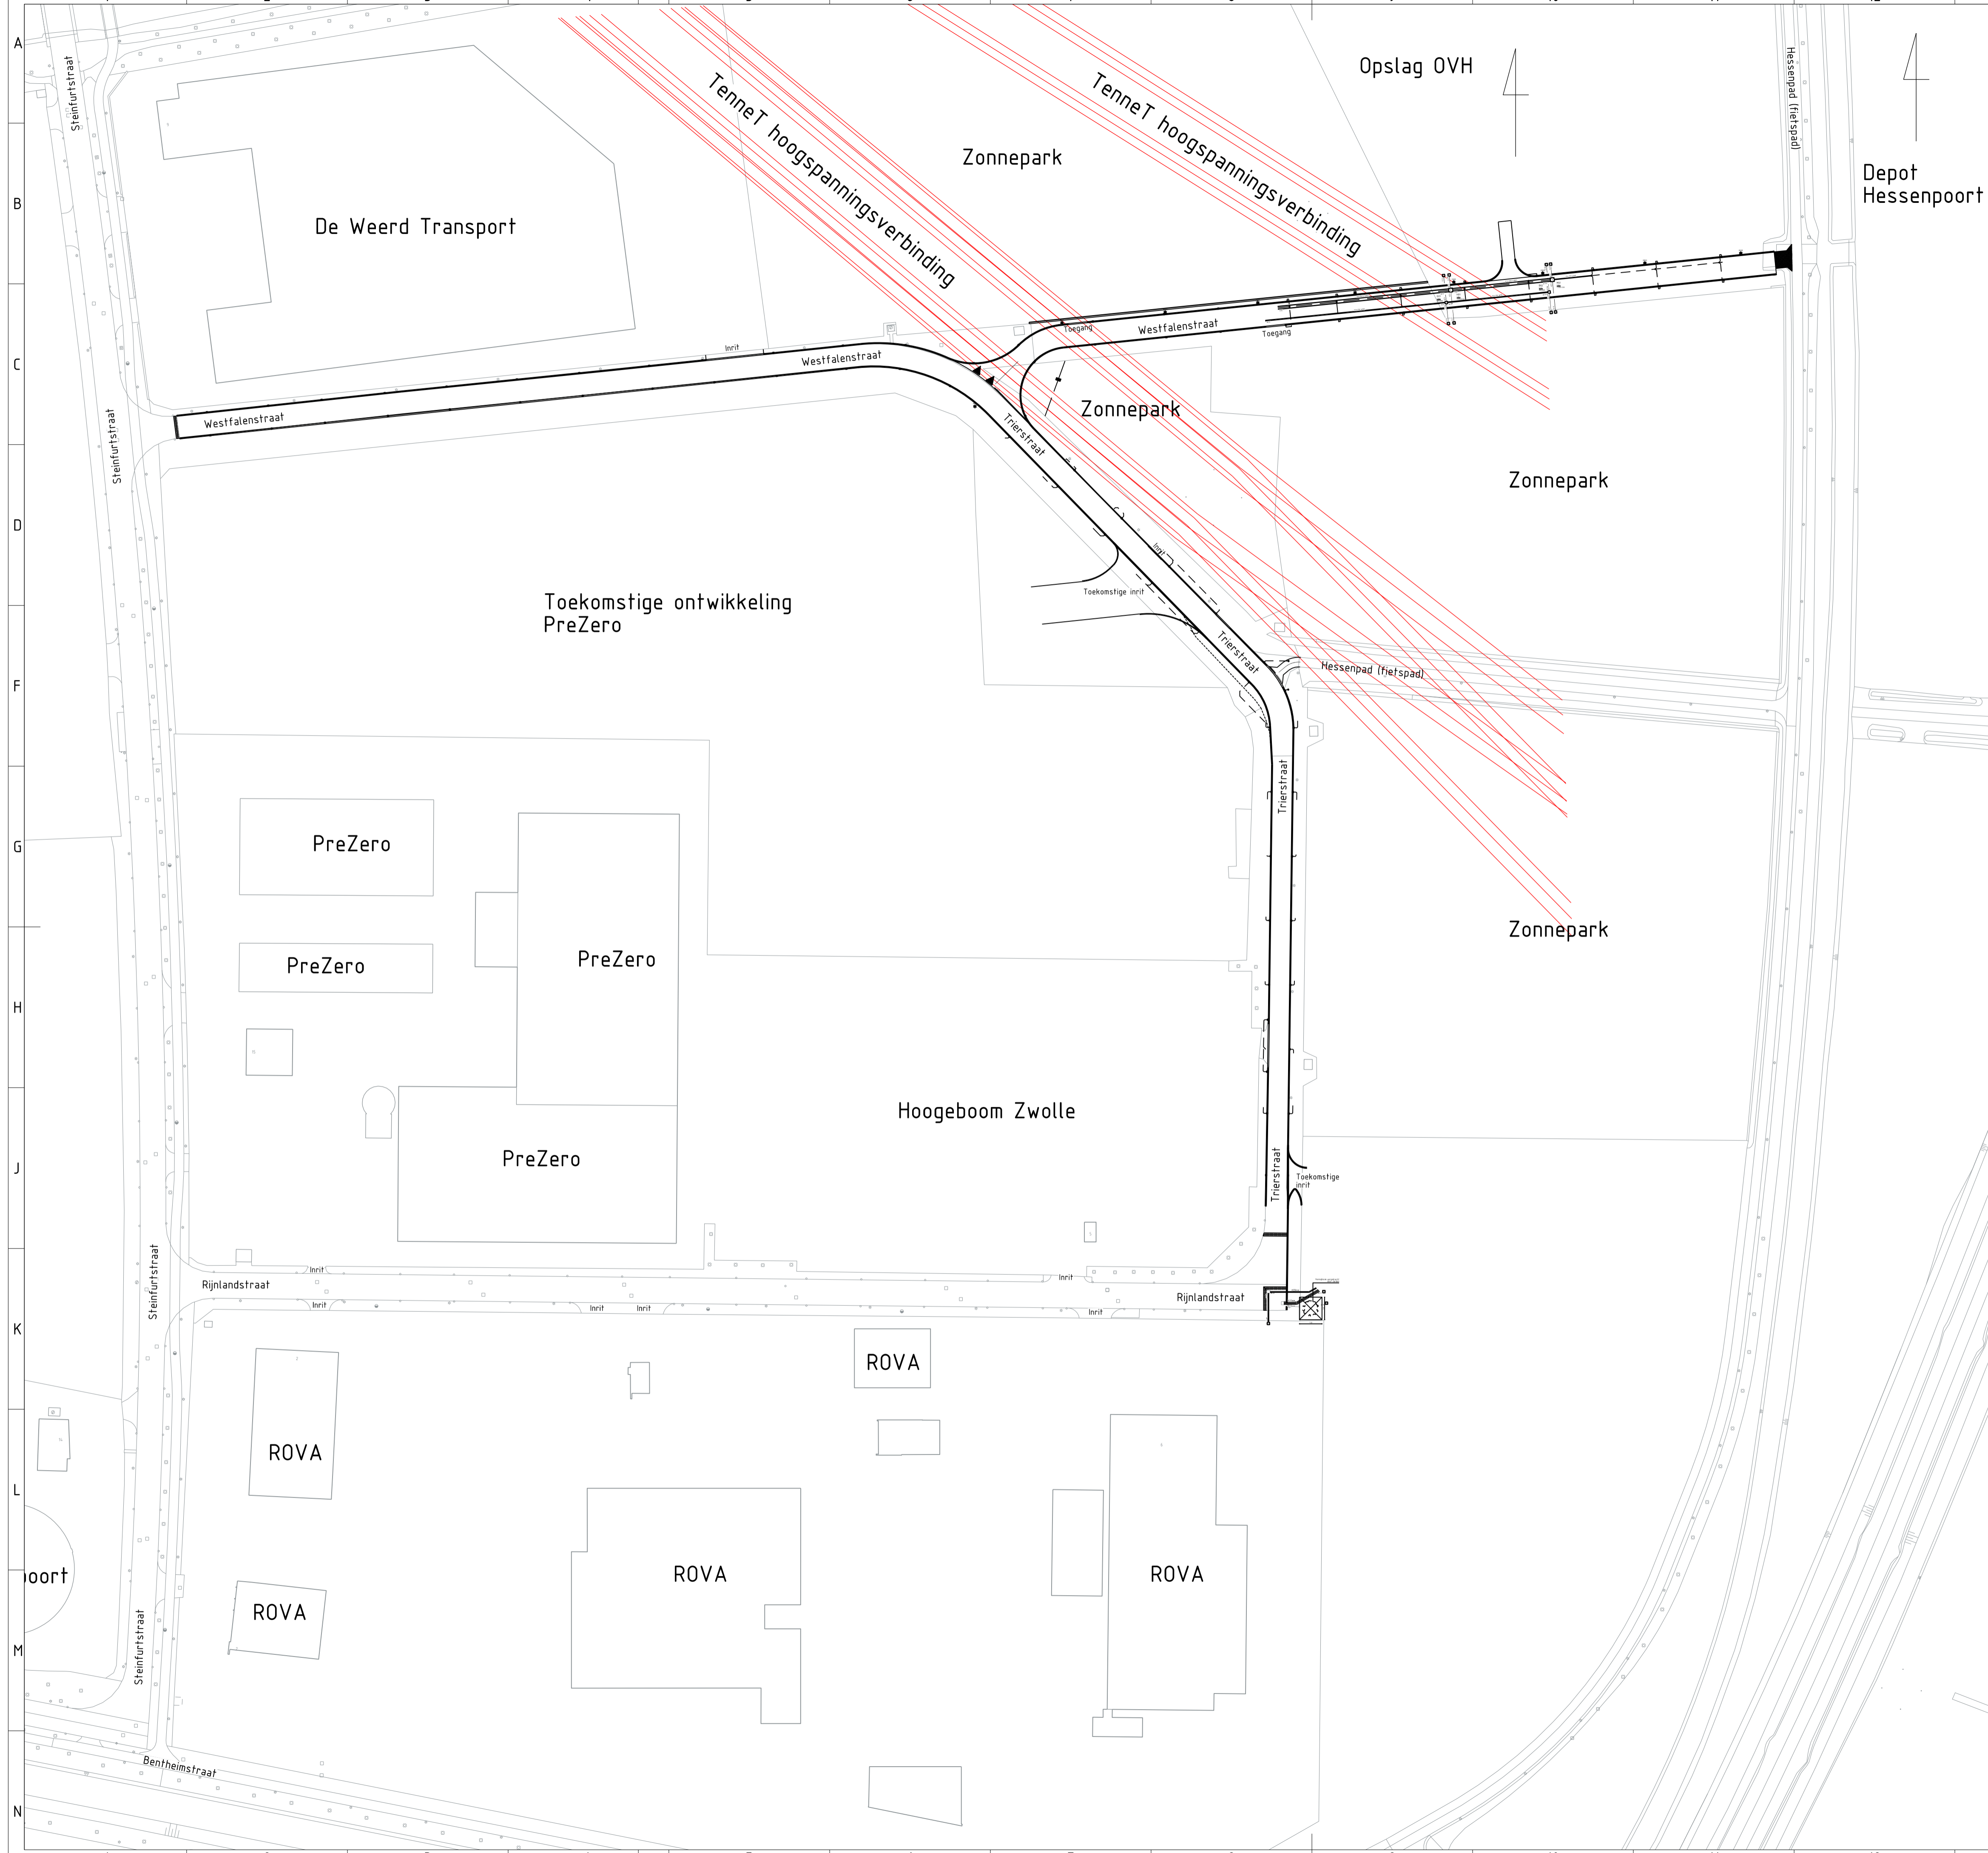 A
Steinfurtstraat
TenneT hoogspanningsverbinding
TenneT hoogspanningsverbinding
Opslag OVH
Hessenpad (fietspad)
B
De Weerd Transport
Zonnepark
Depot
Hessenpoort
C
Inrit
Westfalenstraat
Toegang
Westfalenstraat
Toegang
Westfalenstraat
Steinfurtstraat
Trierstraat
Zonnepark
Zonnepark
D
Inrit
Toekomstige inrit
Toekomstige ontwikkeling
PreZero
Trierstraat
Hessenpad (fietspad)
F
Trierstraat
G
PreZero
Zonnepark
PreZero
PreZero
H
Hoogeboom Zwolle
J
PreZero
Trierstraat
Toekomstige
inrit
Steinfurtstraat
Inrit
Inrit
Rijnlandstraat
Rijnlandstraat
Inrit
Inrit
Inrit
Inrit
K
ROVA
ROVA
L
ROVA
ROVA
oort
ROVA
M
Steinfurtstraat
Bentheimstraat
N